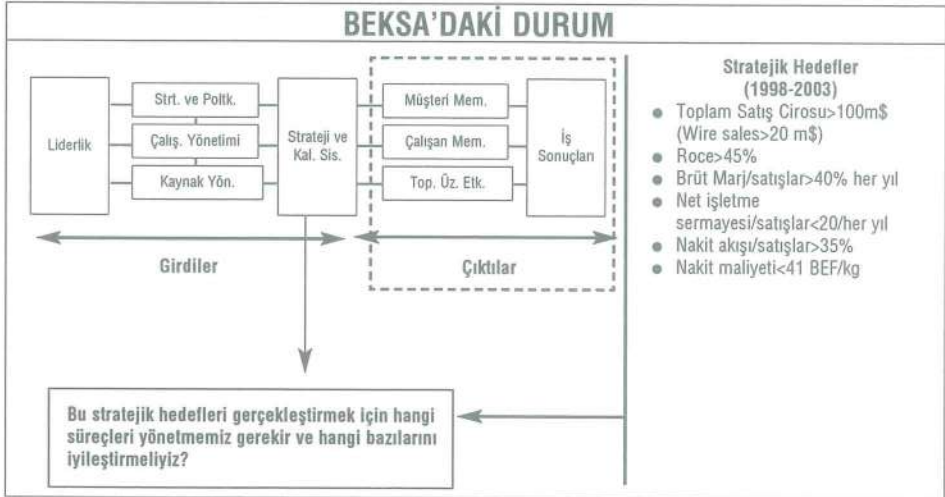 BEKSA'DAKİ DURUM
Liderlik
Strt. ve Poltk.
Çalış. Yönetimi
Kaynak Yön.
Strateji ve
Kal. Sis.
Müşteri Mem.
Çalışan Mem.
Top. Üz. Etk.
İş
Sonuçları
Girdiler
Çıktılar
Stratejik Hedefler
(1998-2003)
● Toplam Satış Cirosu>100m$
(Wire sales>20 m$)
● Roce>45%
● Brüt Marj/satışlar>40% her yıl
● Net işletme
sermayesi/satışlar<20/her yıl
● Nakit akışı/satışlar>35%
● Nakit maliyeti<41 BEF/kg
Bu stratejik hedefleri gerçekleştirmek için hangi
süreçleri yönetmemiz gerekir ve hangi bazılarını
iyileştirmeliyiz?